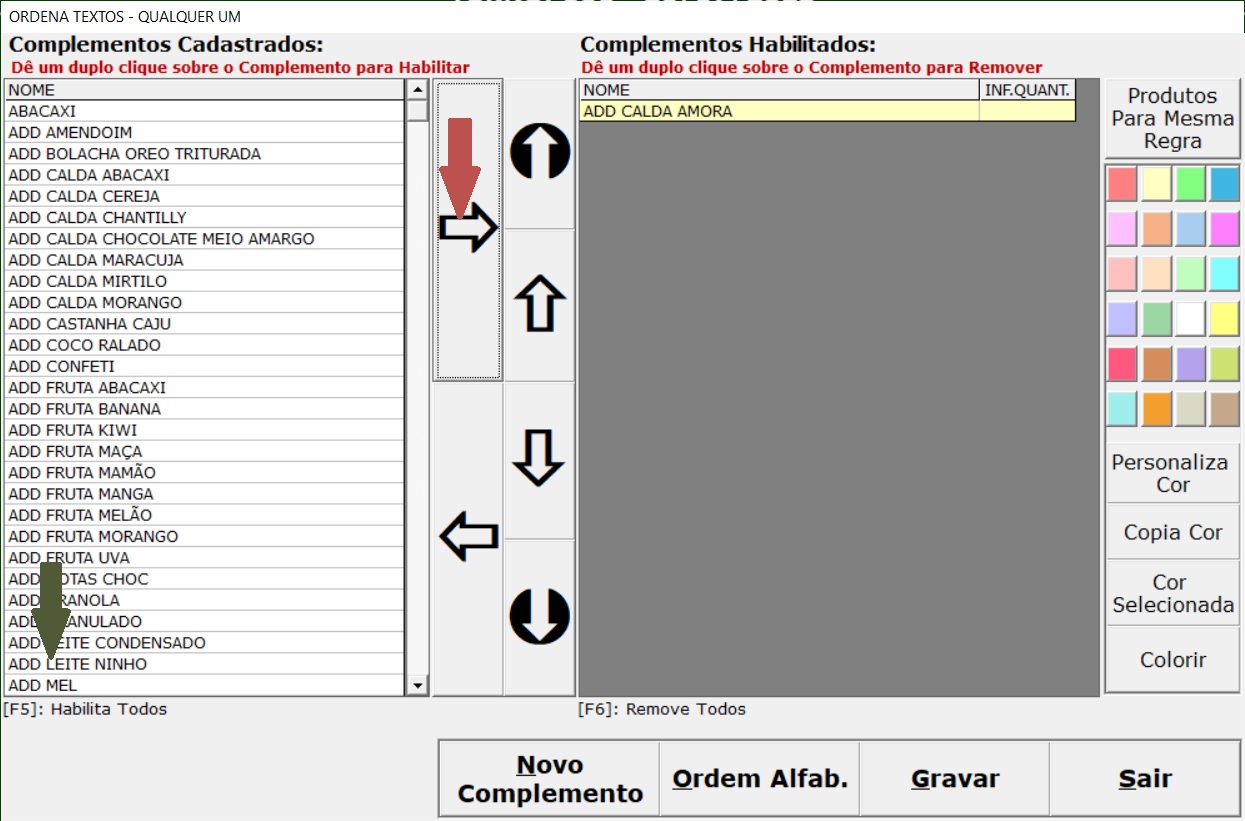 ORDENA TEXTOS - QUALQUER UM
Complementos Cadastrados:
Dê um duplo clique sobre o Complemento para Habilitar
NOME
ABACAXI
ADD AMENDOIM
ADD BOLACHA OREO TRITURADA
ADD CALDA ABACAXI
ADD CALDA CEREJA
ADD CALDA CHANTILLY
ADD CALDA CHOCOLATE MEIO AMARGO
ADD CALDA MARACUJA
ADD CALDA MIRTILO
ADD CALDA MORANGO
ADD CASTANHA CAJU
ADD COCO RALADO
ADD CONFETI
ADD FRUTA ABACAXI
ADD FRUTA BANANA
ADD FRUTA KIWI
ADD FRUTA MAÇA
ADD FRUTA MAMÃO
ADD FRUTA MANGA
ADD FRUTA MELÃO
ADD FRUTA MORANGO
ADD FRUTA UVA
ADD CHOC
ADD
ADD
ADD LEITE CONDENSADO
ADD LEITE NINHO
ADD MEL
[F5]: Habilita Todos
Complementos Habilitados:
Dê um duplo clique sobre o Complemento para Remover
NOME INF.QUANT.
ADD CALDA AMORA
[F6]: Remove Todos
Produtos
Para Mesma
Regra
Personaliza
Cor
Copia Cor
Cor
Selecionada
Colorir
Novo
Complemento
Ordem Alfab.
Gravar
Sair